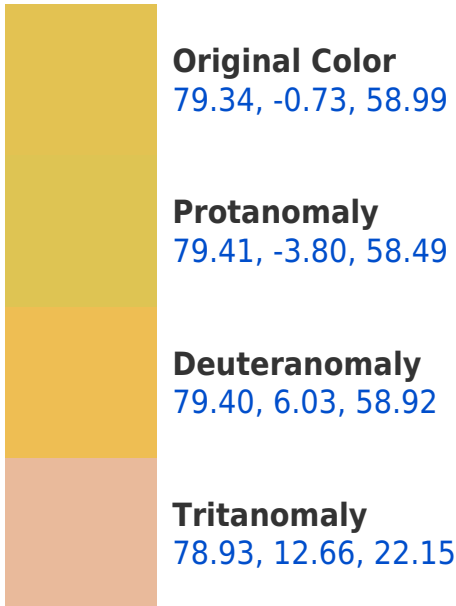 Original Color
79.34, -0.73, 58.99
Protanomaly
79.41, -3.80, 58.49
Deuteranomaly
79.40, 6.03, 58.92
Tritanomaly
78.93, 12.66, 22.15